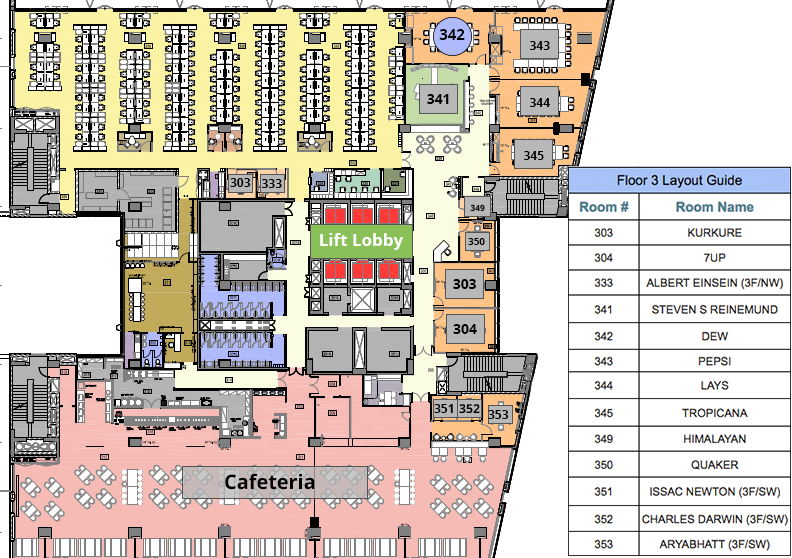 342
343
341
344
345
303
333
349
Lift Lobby
350
303
304
351
352
353
Cafeteria
Floor 3 Layout Guide
Room # Room Name
303 KURKURE
304 7UP
333 ALBERT EINSEIN (3F/NW)
341 STEVEN S REINEMUND
342 DEW
343 PEPSI
344 LAYS
345 TROPICANA
349 HIMALAYAN
350 QUAKER
351 ISSAC NEWTON (3F/SW)
352 CHARLES DARWIN (3F/SW)
353 ARYABHATT (3F/SW)